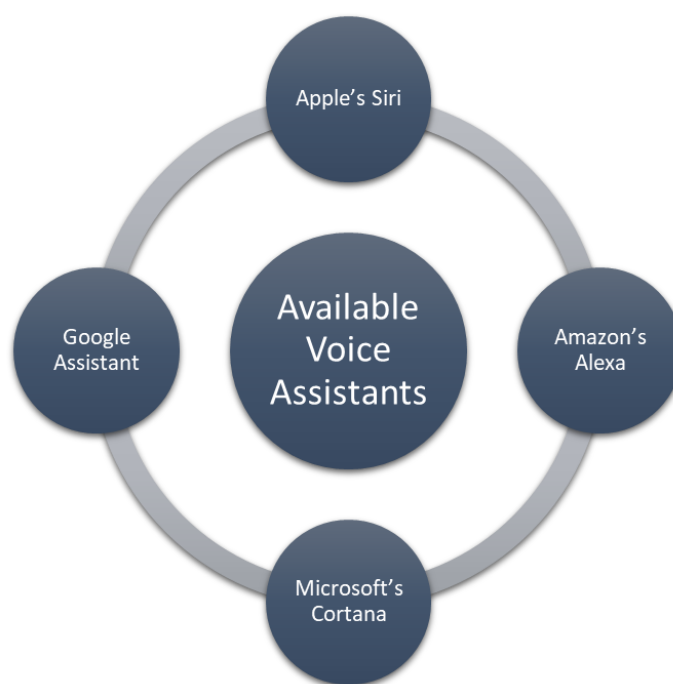 Apple’s Siri
Available
Voice
Assistants
Google
Assistant
Amazon’s
Alexa
Microsoft’s
Cortana